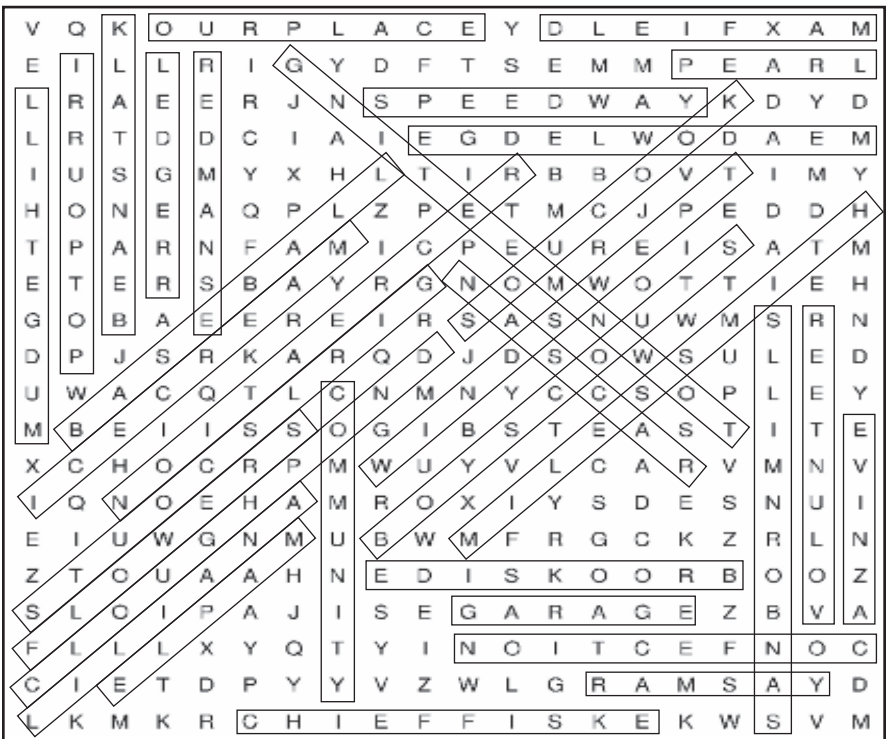 V Q K O U R P L A C E Y D L E I F X A M
E I L L R I G Y D F T S E M M P E A R L
L R A E E R J N S P E E D W A Y K D Y D
L R T D D C I A I E G D E L W O D A E M
I U S G M Y X H L T I R B B O V T I M Y
H O N E A Q P L Z P E T M C J P E D D H
T P A R N F A M I C P E U R E I S A T M
E T E R S B A Y R G N O M W O T T I E H
G O B A E E R E I R S A S N U W M S R N
D P J S R K A R Q D J D S O W S U L E D
U W A C Q T L C N M N Y C C S O P L E Y
M B E I I S S O G I B S T E A S T I T E
X C H O C R P M W U Y V L C A R V M N V
I Q N O E H A M R O X I Y S D E S N U I
E I U W G N M U B W M F R G C K Z R L N
Z T O U A A H N E D I S K O O R B O O Z
S L O I P A J I S E G A R A G E Z B V A
F L L L X Y Q T Y I N O I T C E F N O C
C I E T D P Y Y V Z W L G R A M S A Y D
L K M K R C H I E F F I S K E K W S V M